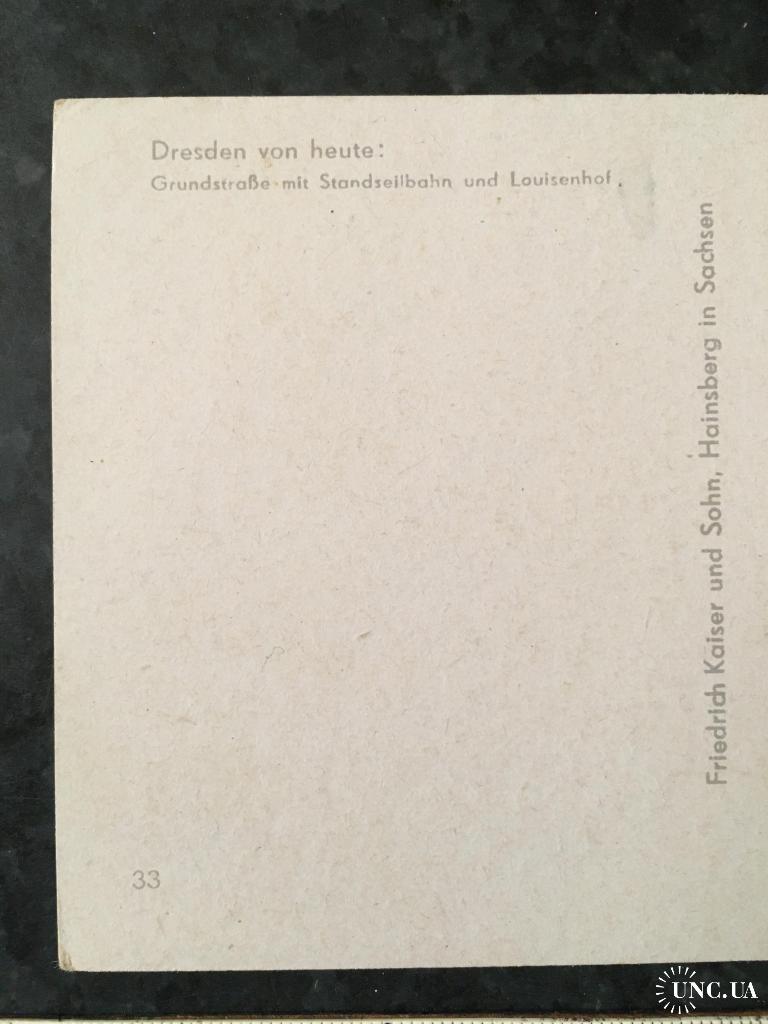 Dresden von heute:
Grundstraße mit Standseilbahn und Louisenhof.
Friedrich Kaiser und Sohn, Hainsberg in Sachsen
33
UNC.UA